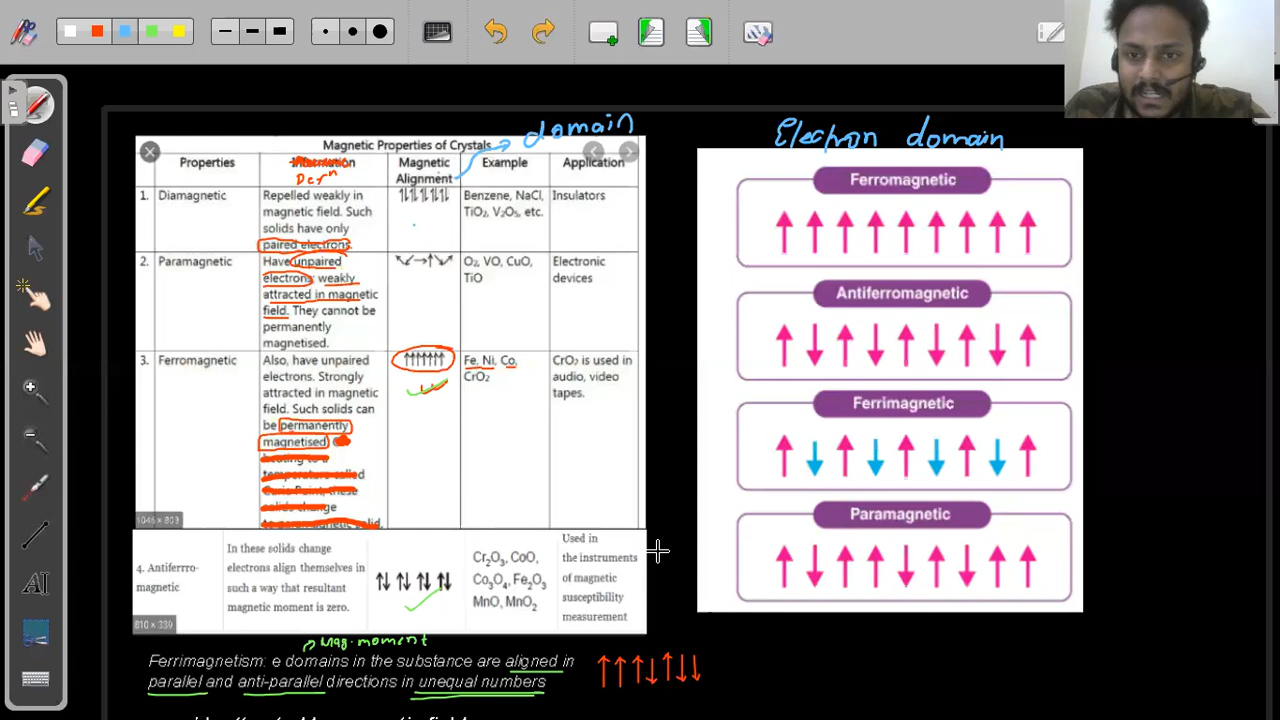 domain
Electron domain
Magnetic Properties of Crystals
Properties
Defn
Magnetic
Alignment
Example
Application
1. Diamagnetic
Repelled weakly in
magnetic field. Such
solids have only
paired electrons.
Benzene, NaCl,
TiO₂, V₂O₅, etc.
Insulators
2. Paramagnetic
Have unpaired
electrons; weakly
attracted in magnetic
field. They cannot be
permanently
magnetised.
O₂, VO, CuO,
TiO
Electronic
devices
3. Ferromagnetic
Also, have unpaired
electrons. Strongly
attracted in magnetic
field. Such solids can
be permanently
magnetised
Fe, Ni, Co,
CrO₂
CrO₂ is used in
audio, video
tapes.
1046 × 803
4. Antiferrro-
magnetic
In these solids change
electrons align themselves in
such a way that resultant
magnetic moment is zero.
Cr₂O₃, CoO,
Co₃O₄, Fe₂O₃
MnO, MnO₂
Used in
the instruments
of magnetic
susceptibility
measurement
810 × 339
Mag. moment
Ferrimagnetism: e domains in the substance are aligned in
parallel and anti-parallel directions in unequal numbers
Ferromagnetic
Antiferromagnetic
Ferrimagnetic
Paramagnetic